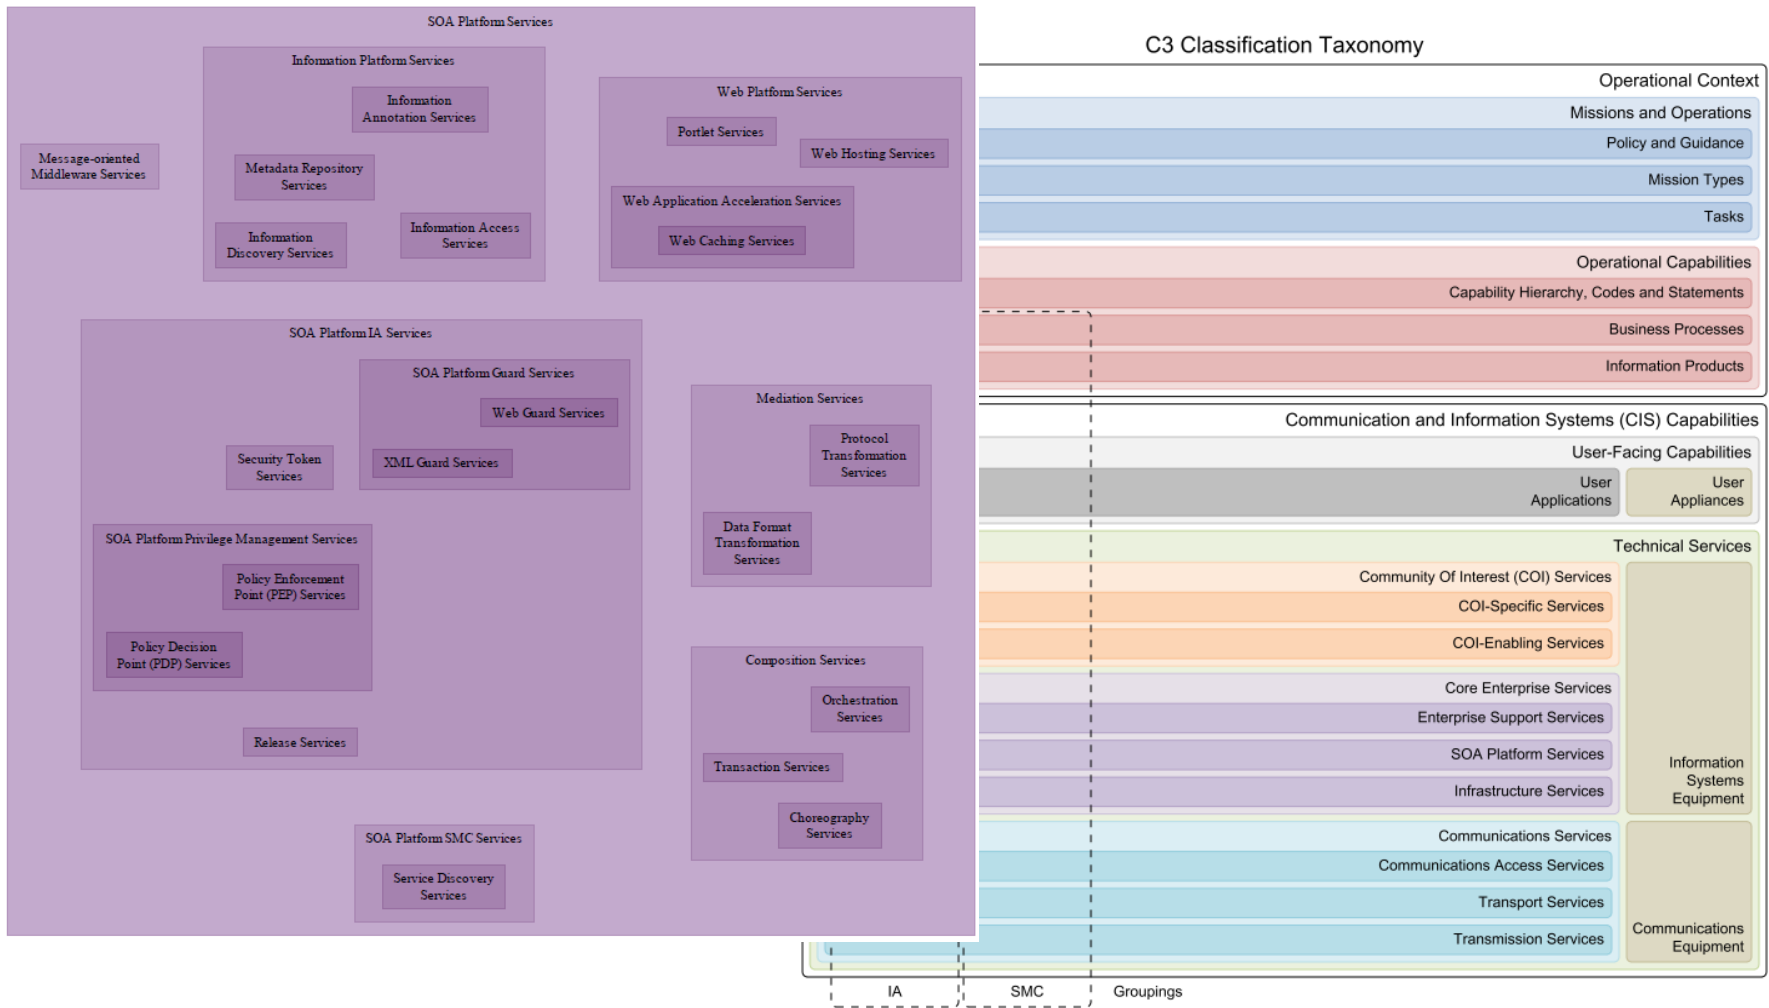 SOA Platform Services
Information Platform Services
Information
Annotation Services
Metadata Repository
Services
Information
Discovery Services
Information Access
Services
Web Platform Services
Portlet Services
Web Hosting Services
Web Application Acceleration Services
Web Caching Services
Message-oriented
Middleware Services
SOA Platform IA Services
SOA Platform Guard Services
Web Guard Services
XML Guard Services
Security Token
Services
SOA Platform Privilege Management Services
Policy Enforcement
Point (PEP) Services
Policy Decision
Point (PDP) Services
Release Services
Mediation Services
Protocol
Transformation
Services
Data Format
Transformation
Services
Composition Services
Orchestration
Services
Transaction Services
Choreography
Services
SOA Platform SMC Services
Service Discovery
Services
C3 Classification Taxonomy
Operational Context
Missions and Operations
Policy and Guidance
Mission Types
Tasks
Operational Capabilities
Capability Hierarchy, Codes and Statements
Business Processes
Information Products
Communication and Information Systems (CIS) Capabilities
User-Facing Capabilities
User
Applications
User
Appliances
Technical Services
Community Of Interest (COI) Services
COI-Specific Services
COI-Enabling Services
Core Enterprise Services
Enterprise Support Services
SOA Platform Services
Infrastructure Services
Information
Systems
Equipment
Communications Services
Communications Access Services
Transport Services
Transmission Services
Communications
Equipment
IA
SMC
Groupings